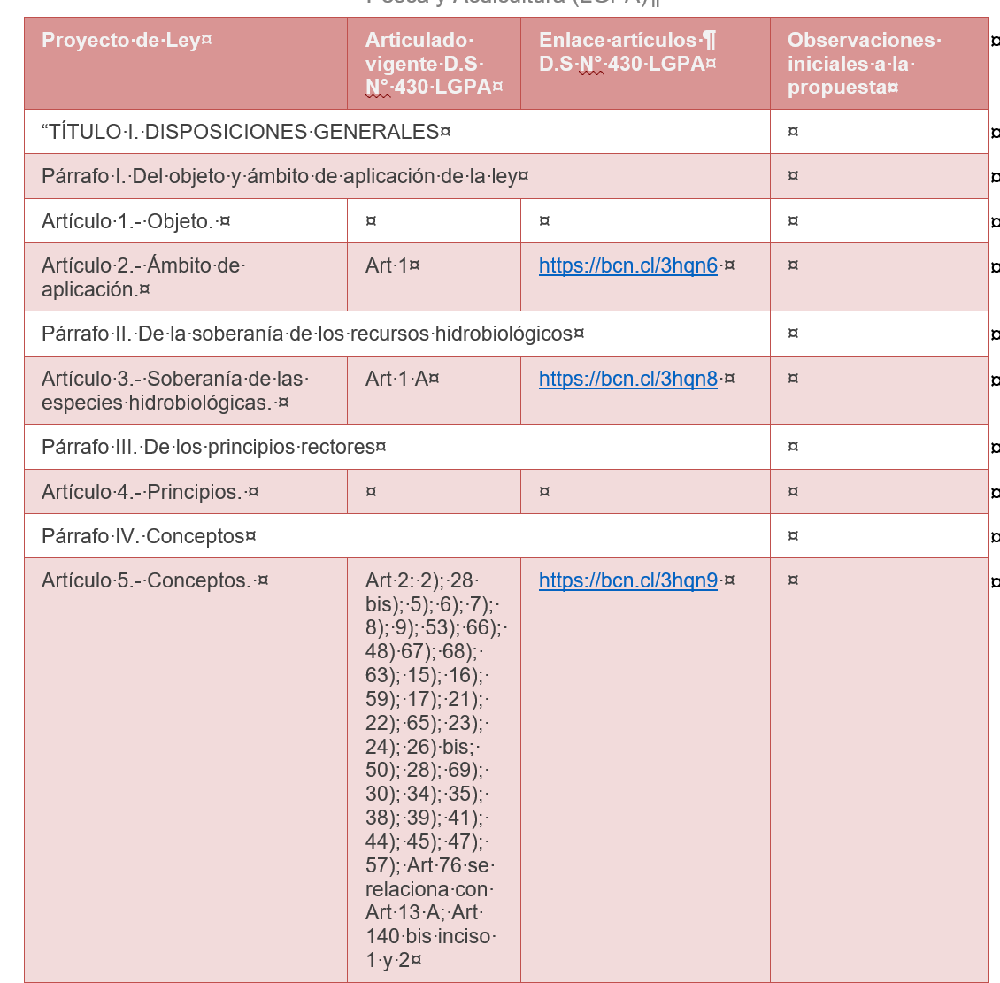 Pesca y Acuicultura (LGPA)¶
Proyecto de Ley¤
Articulado
vigente D.S
N° 430 LGPA¤
Enlace artículos ¶
D.S N° 430 LGPA¤
Observaciones
iniciales a la
propuesta¤
¤
“TÍTULO I. DISPOSICIONES GENERALES¤
¤
¤
Párrafo I. Del objeto y ámbito de aplicación de la ley¤
¤
¤
Artículo 1.- Objeto. ¤
¤
¤
¤
¤
Artículo 2.- Ámbito de
aplicación.¤
Art 1¤
https://bcn.cl/3hqn6 ¤
¤
¤
Párrafo II. De la soberanía de los recursos hidrobiológicos¤
¤
¤
Artículo 3.- Soberanía de las
especies hidrobiológicas. ¤
Art 1 A¤
https://bcn.cl/3hqn8 ¤
¤
¤
Párrafo III. De los principios rectores¤
¤
¤
Artículo 4.- Principios. ¤
¤
¤
¤
¤
Párrafo IV. Conceptos¤
¤
¤
Artículo 5.- Conceptos. ¤
Art 2: 2); 28
bis); 5); 6); 7);
8); 9); 53); 66);
48) 67); 68);
63); 15); 16);
59); 17); 21);
22); 65); 23);
24); 26) bis;
50); 28); 69);
30); 34); 35);
38); 39); 41);
44); 45); 47);
57); Art 76 se
relaciona con
Art 13 A; Art
140 bis inciso
1 y 2¤
https://bcn.cl/3hqn9 ¤
¤
¤